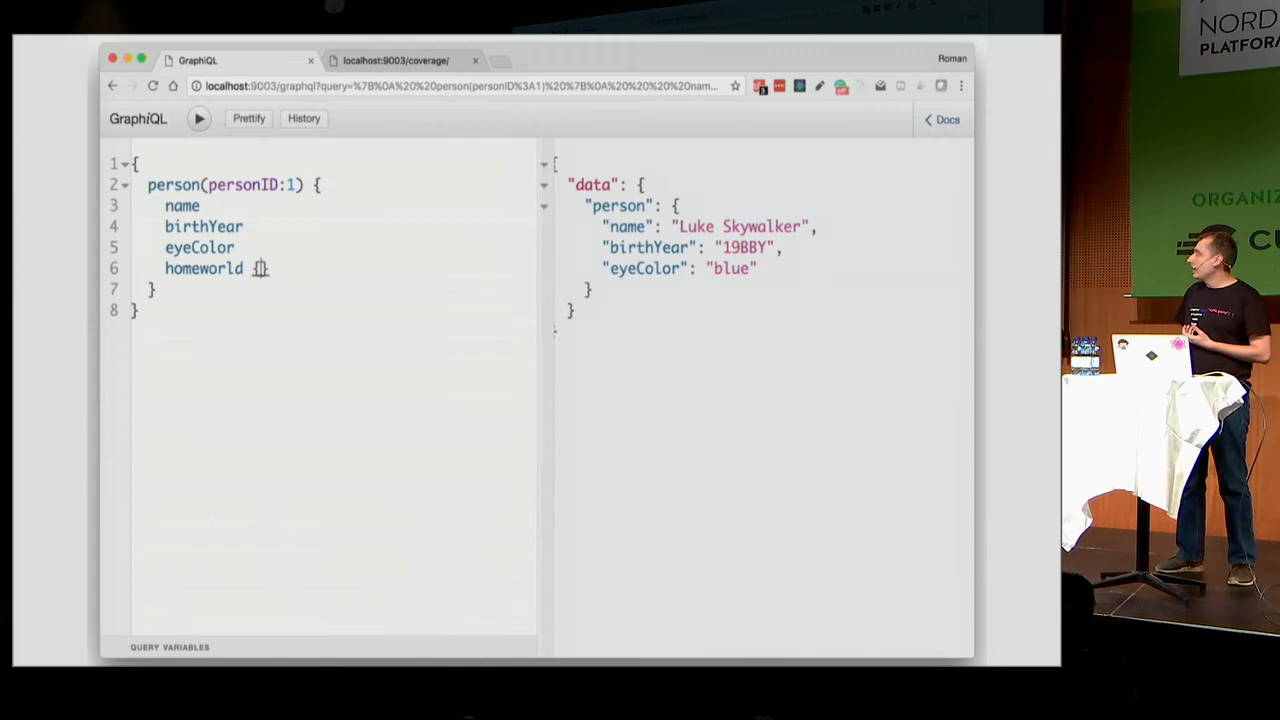 GraphiQL
localhost:9003/coverage/
Roman
localhost:9003/graphql?query=%7B%0A%20%20person(personID%3A1)%20%7B%0A%20%20%20%20nam...
GraphiQL
Prettify
History
Docs
1 {
2 person(personID:1) {
3 name
4 birthYear
5 eyeColor
6 homeworld {}
7 }
8 }
{
"data": {
"person": {
"name": "Luke Skywalker",
"birthYear": "19BBY",
"eyeColor": "blue"
}
}
}
QUERY VARIABLES
NORD
PLATFORM
ORGANIZ
CU